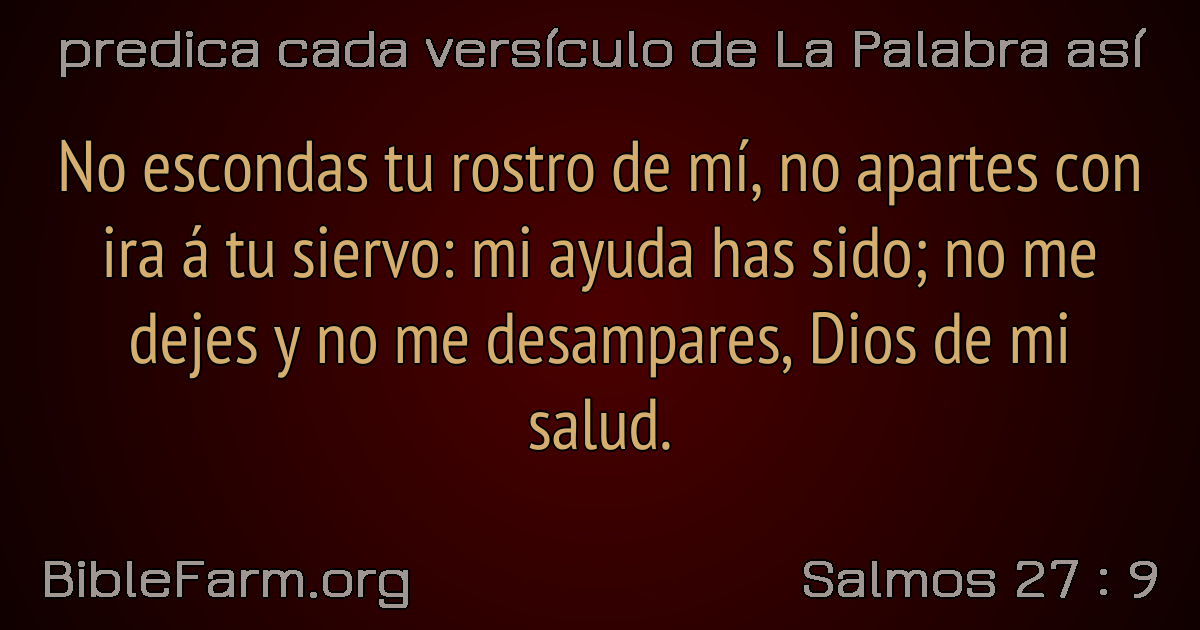 predica cada versículo de La Palabra así
No escondas tu rostro de mí, no apartes con
ira á tu siervo: mi ayuda has sido; no me
dejes y no me desampares, Dios de mi
salud.
BibleFarm.org
Salmos 27 : 9